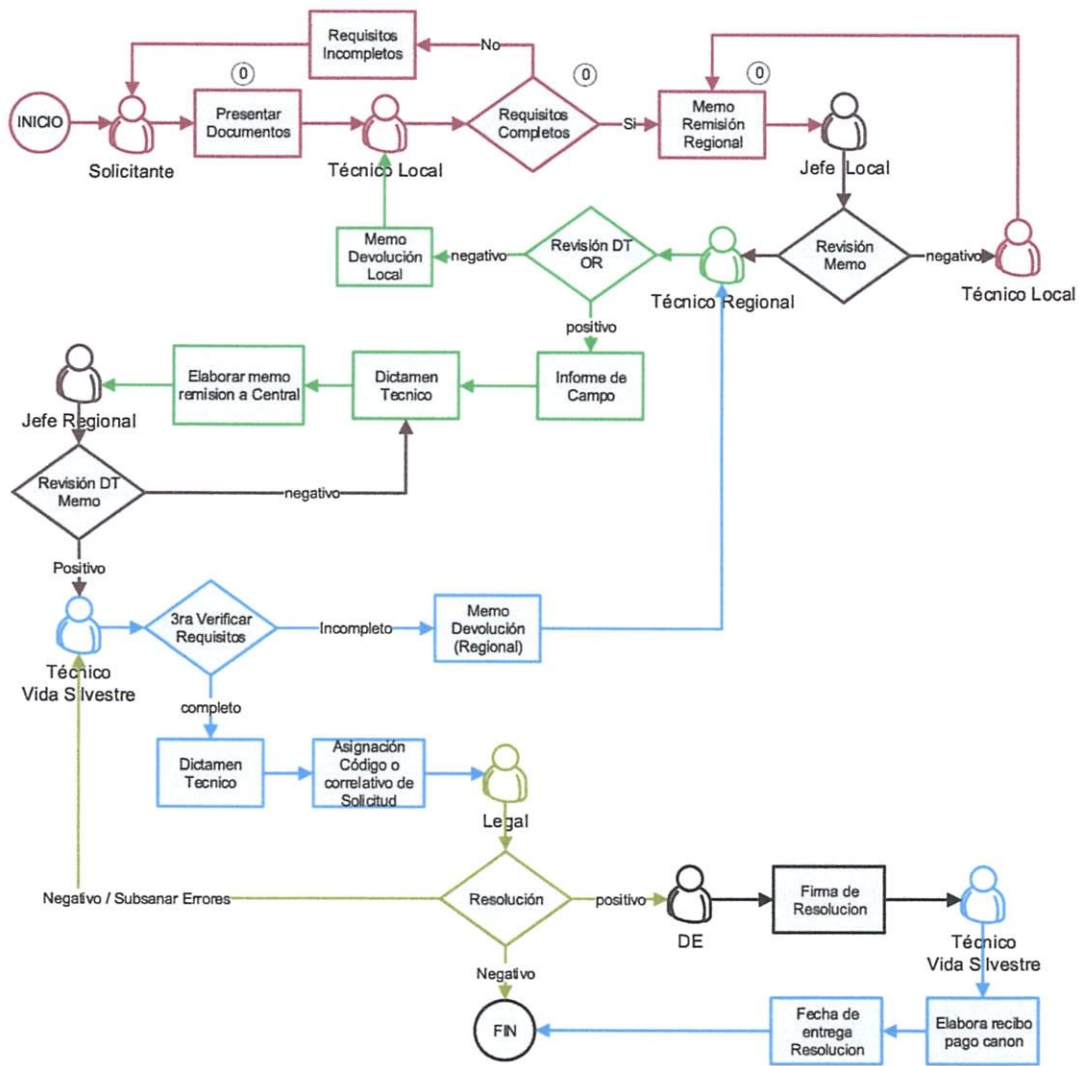 Requisitos
Incompletos
No
0
0
0
INICIO
Presentar
Documentos
Requisitos
Completos
Si
Memo
Remisión
Regional
Solicitante
Técnico Local
Jefe Local
Memo
Devolución
Local
negativo
Revisión DT
OR
Técnico Regional
Revisión
Memo
negativo
Técnico Local
positivo
Jefe Regional
Elaborar memo
remision a Central
Dictamen
Tecnico
Informe de
Campo
Revisión DT
Memo
negativo
Positivo
Técnico
Vida Silvestre
3ra Verificar
Requisitos
Incompleto
Memo
Devolución
(Regional)
completo
Dictamen
Tecnico
Asignación
Código o
correlativo de
Solicitud
Legal
Negativo / Subsanar Errores
Resolución
positivo
DE
Firma de
Resolucion
Técnico
Vida Silvestre
Negativo
FIN
Fecha de
entrega
Resolucion
Elabora recibo
pago canon